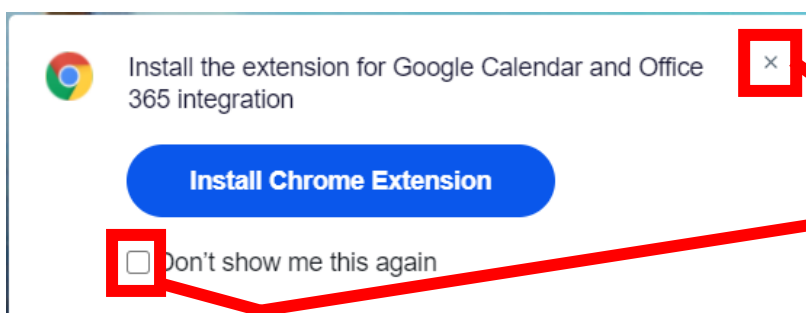 Install the extension for Google Calendar and Office
365 integration
Install Chrome Extension
Don't show me this again